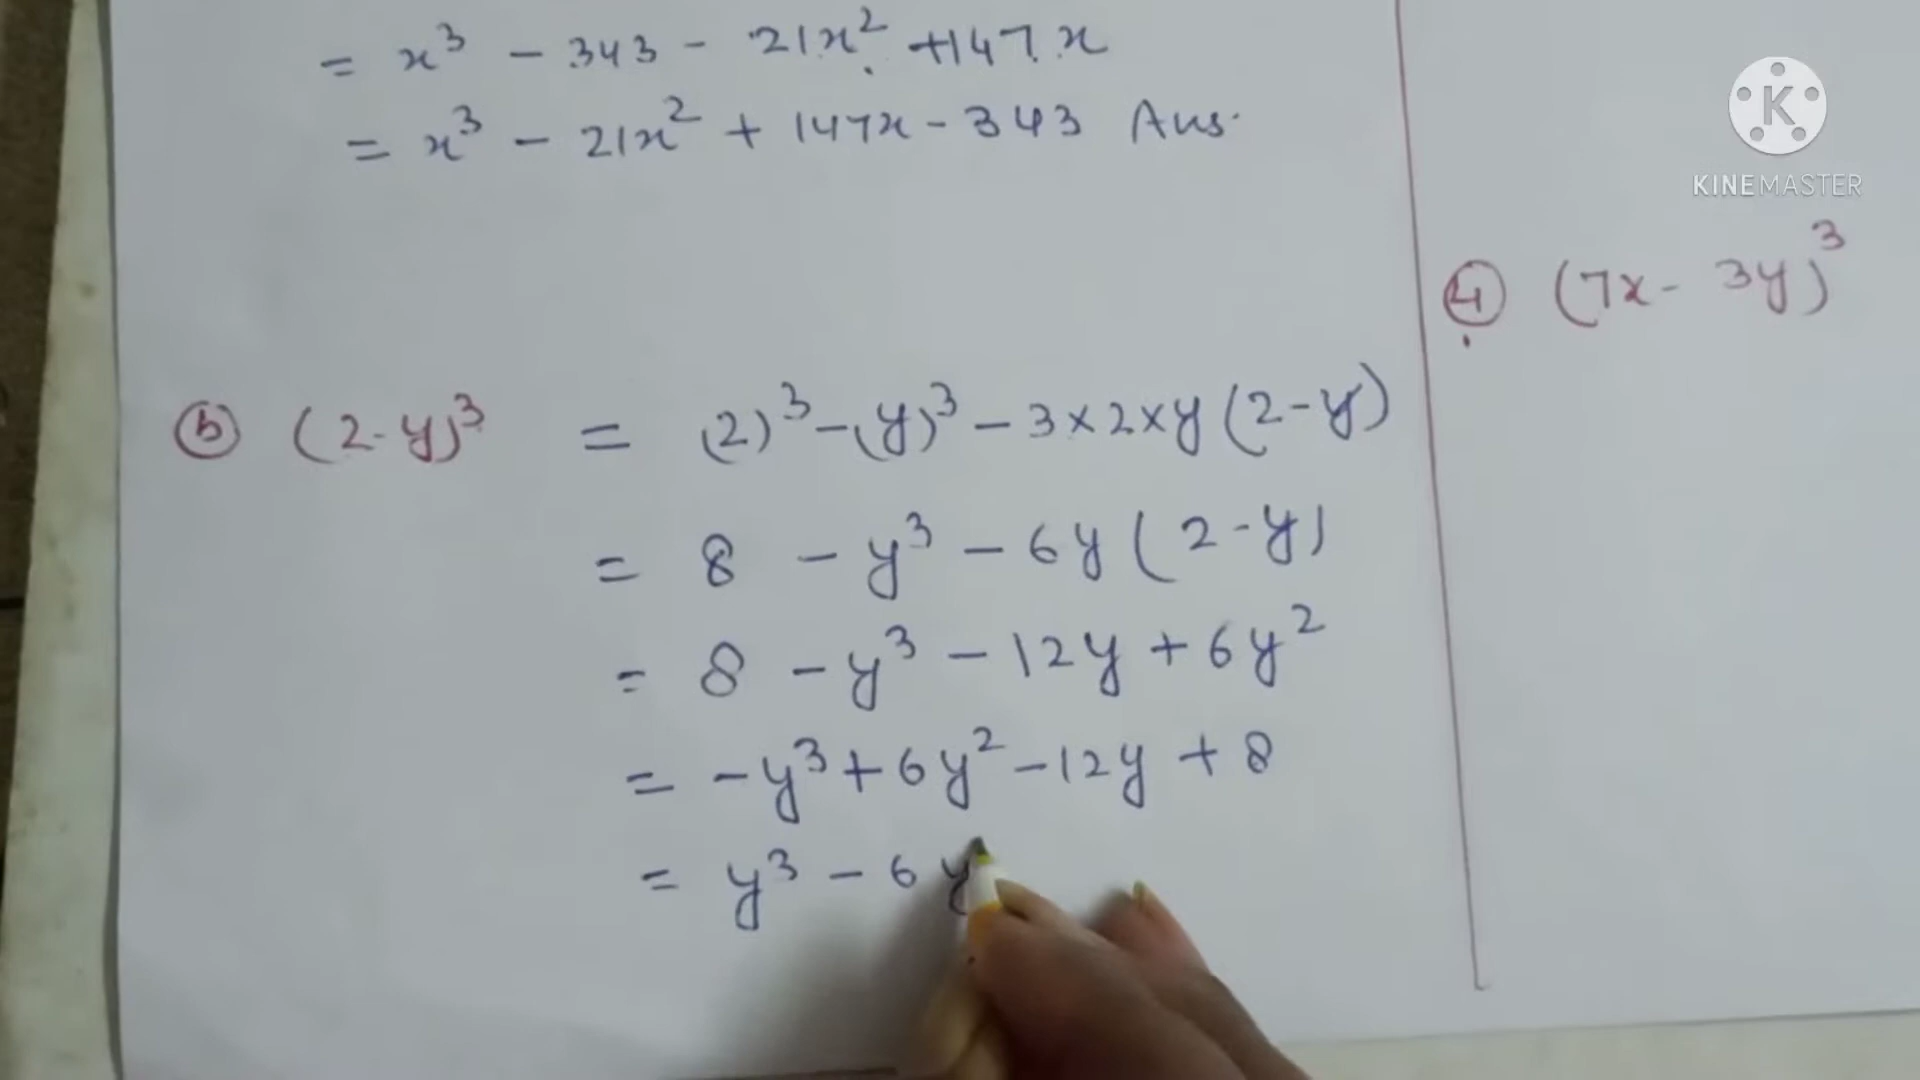 = x³ - 343 - 21x² + 147x
= x³ - 21x² + 147x - 343 Ans.
(b) (2-y)³ = (2)³ - (y)³ - 3×2×y (2-y)
= 8 - y³ - 6y (2-y)
= 8 - y³ - 12y + 6y²
= -y³ + 6y² - 12y + 8
= y³ - 6y
K
KINEMASTER
(4) (7x - 3y)³